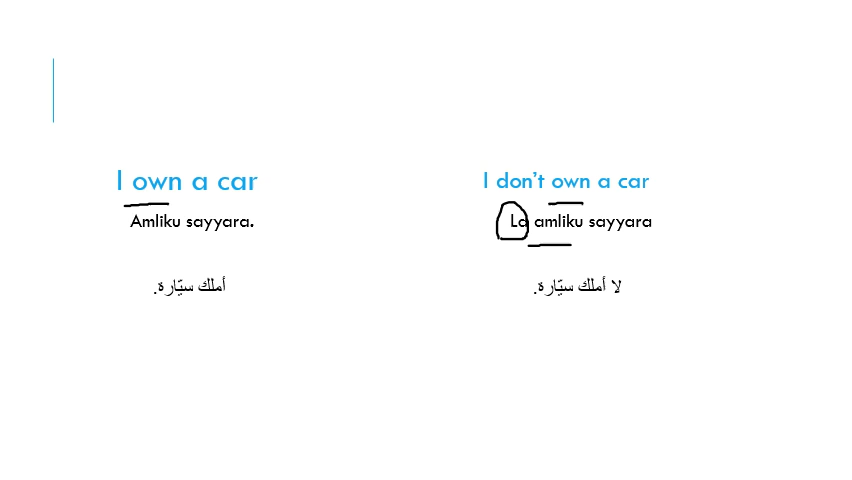 I own a car
Amliku sayyara.
أملك سيّارة.
I don't own a car
La amliku sayyara
لا أملك سيّارة.